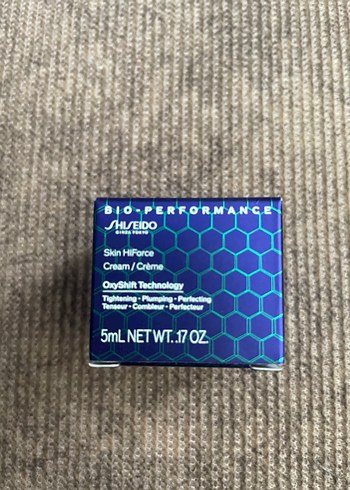 BIO-PERFORMANCE
SHISEIDO
GINZA TOKYO
Skin HiForce
Cream / Crème
OxyShift Technology
Tightening • Plumping • Perfecting
Tenseur • Combleur • Perfecteur
5mL NET WT. .17 OZ.